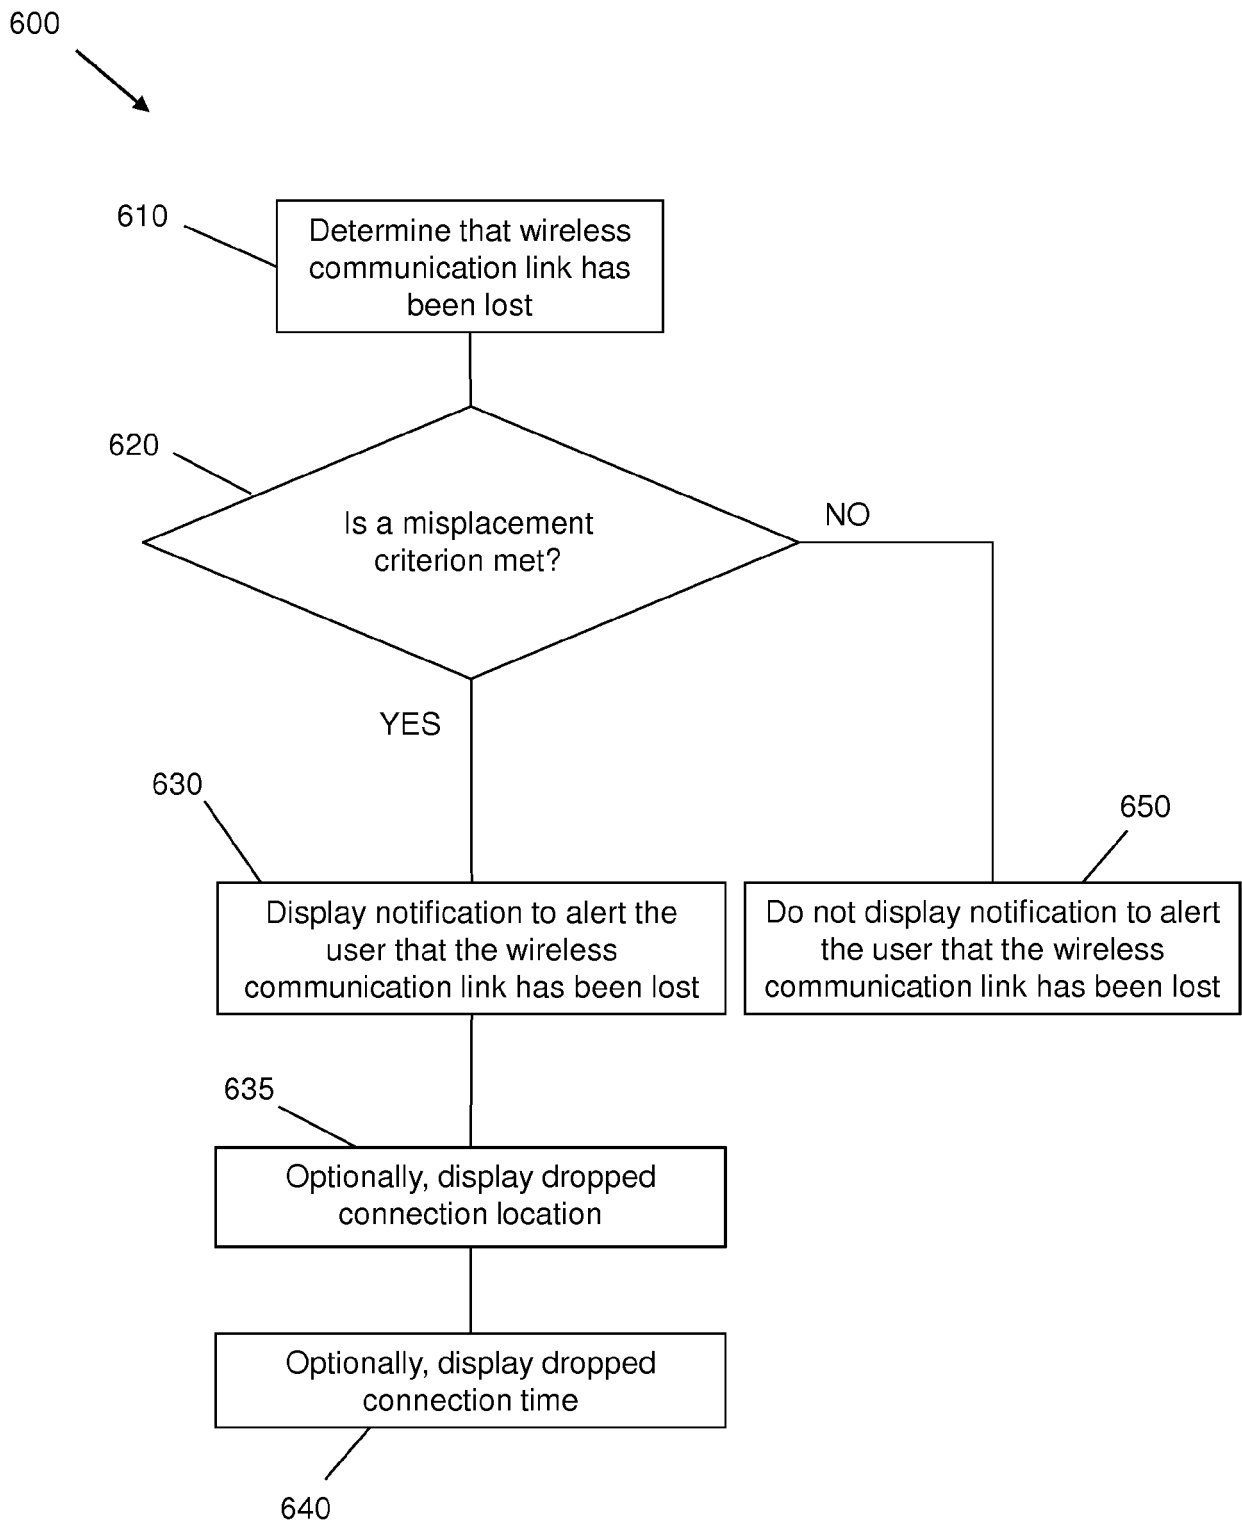 600
610
Determine that wireless
communication link has
been lost
620
Is a misplacement
criterion met?
NO
YES
630
650
Display notification to alert the
user that the wireless
communication link has been lost
Do not display notification to alert
the user that the wireless
communication link has been lost
635
Optionally, display dropped
connection location
Optionally, display dropped
connection time
640